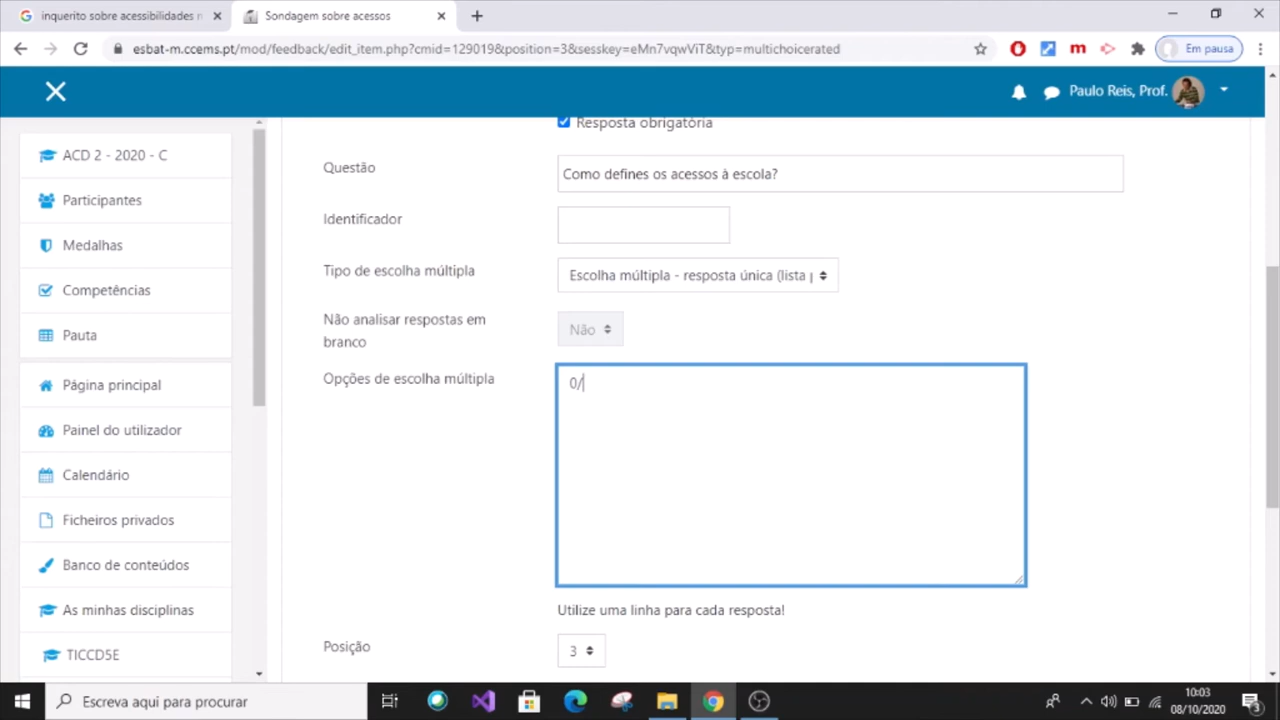 inquerito sobre acessibilidades n
Sondagem sobre acessos
esbat-m.ccems.pt/mod/feedback/edit_item.php?cmid=129019&position=3&sesskey=eMn7vqwViT&typ=multichoicerated
Em pausa
Paulo Reis, Prof.
ACD 2 - 2020 - C
Participantes
Medalhas
Competências
Pauta
Página principal
Painel do utilizador
Calendário
Ficheiros privados
Banco de conteúdos
As minhas disciplinas
TICCD5E
Resposta obrigatória
Questão
Como defines os acessos à escola?
Identificador
Tipo de escolha múltipla
Escolha múltipla - resposta única (lista p
Não analisar respostas em
branco
Não
Opções de escolha múltipla
0/
Utilize uma linha para cada resposta!
Posição
3
Escreva aqui para procurar
10:03
08/10/2020
3